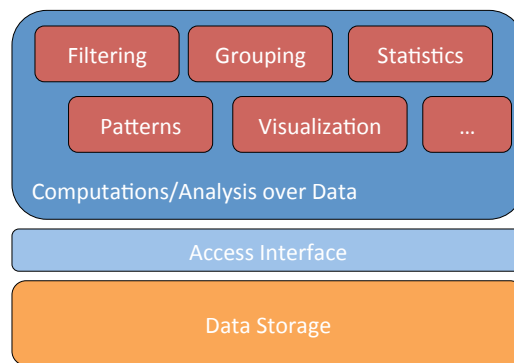 Filtering
Grouping
Statistics
Patterns
Visualization
...
Computations/Analysis over Data
Access Interface
Data Storage